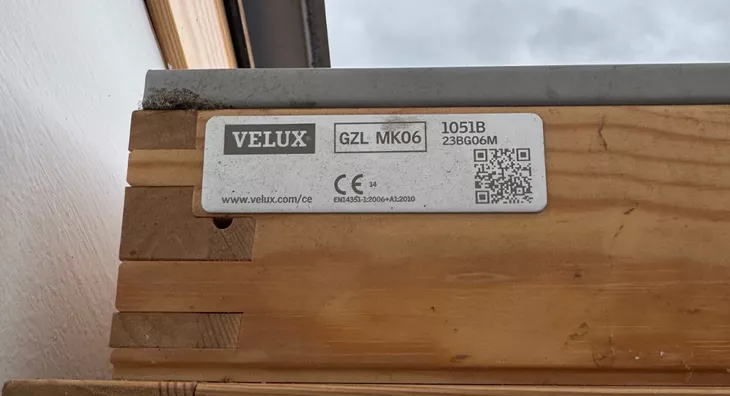 VELUX GZL MK06 1051B
23BG06M
CE 14
www.velux.com/ce EN14351-1:2006+A1:2010